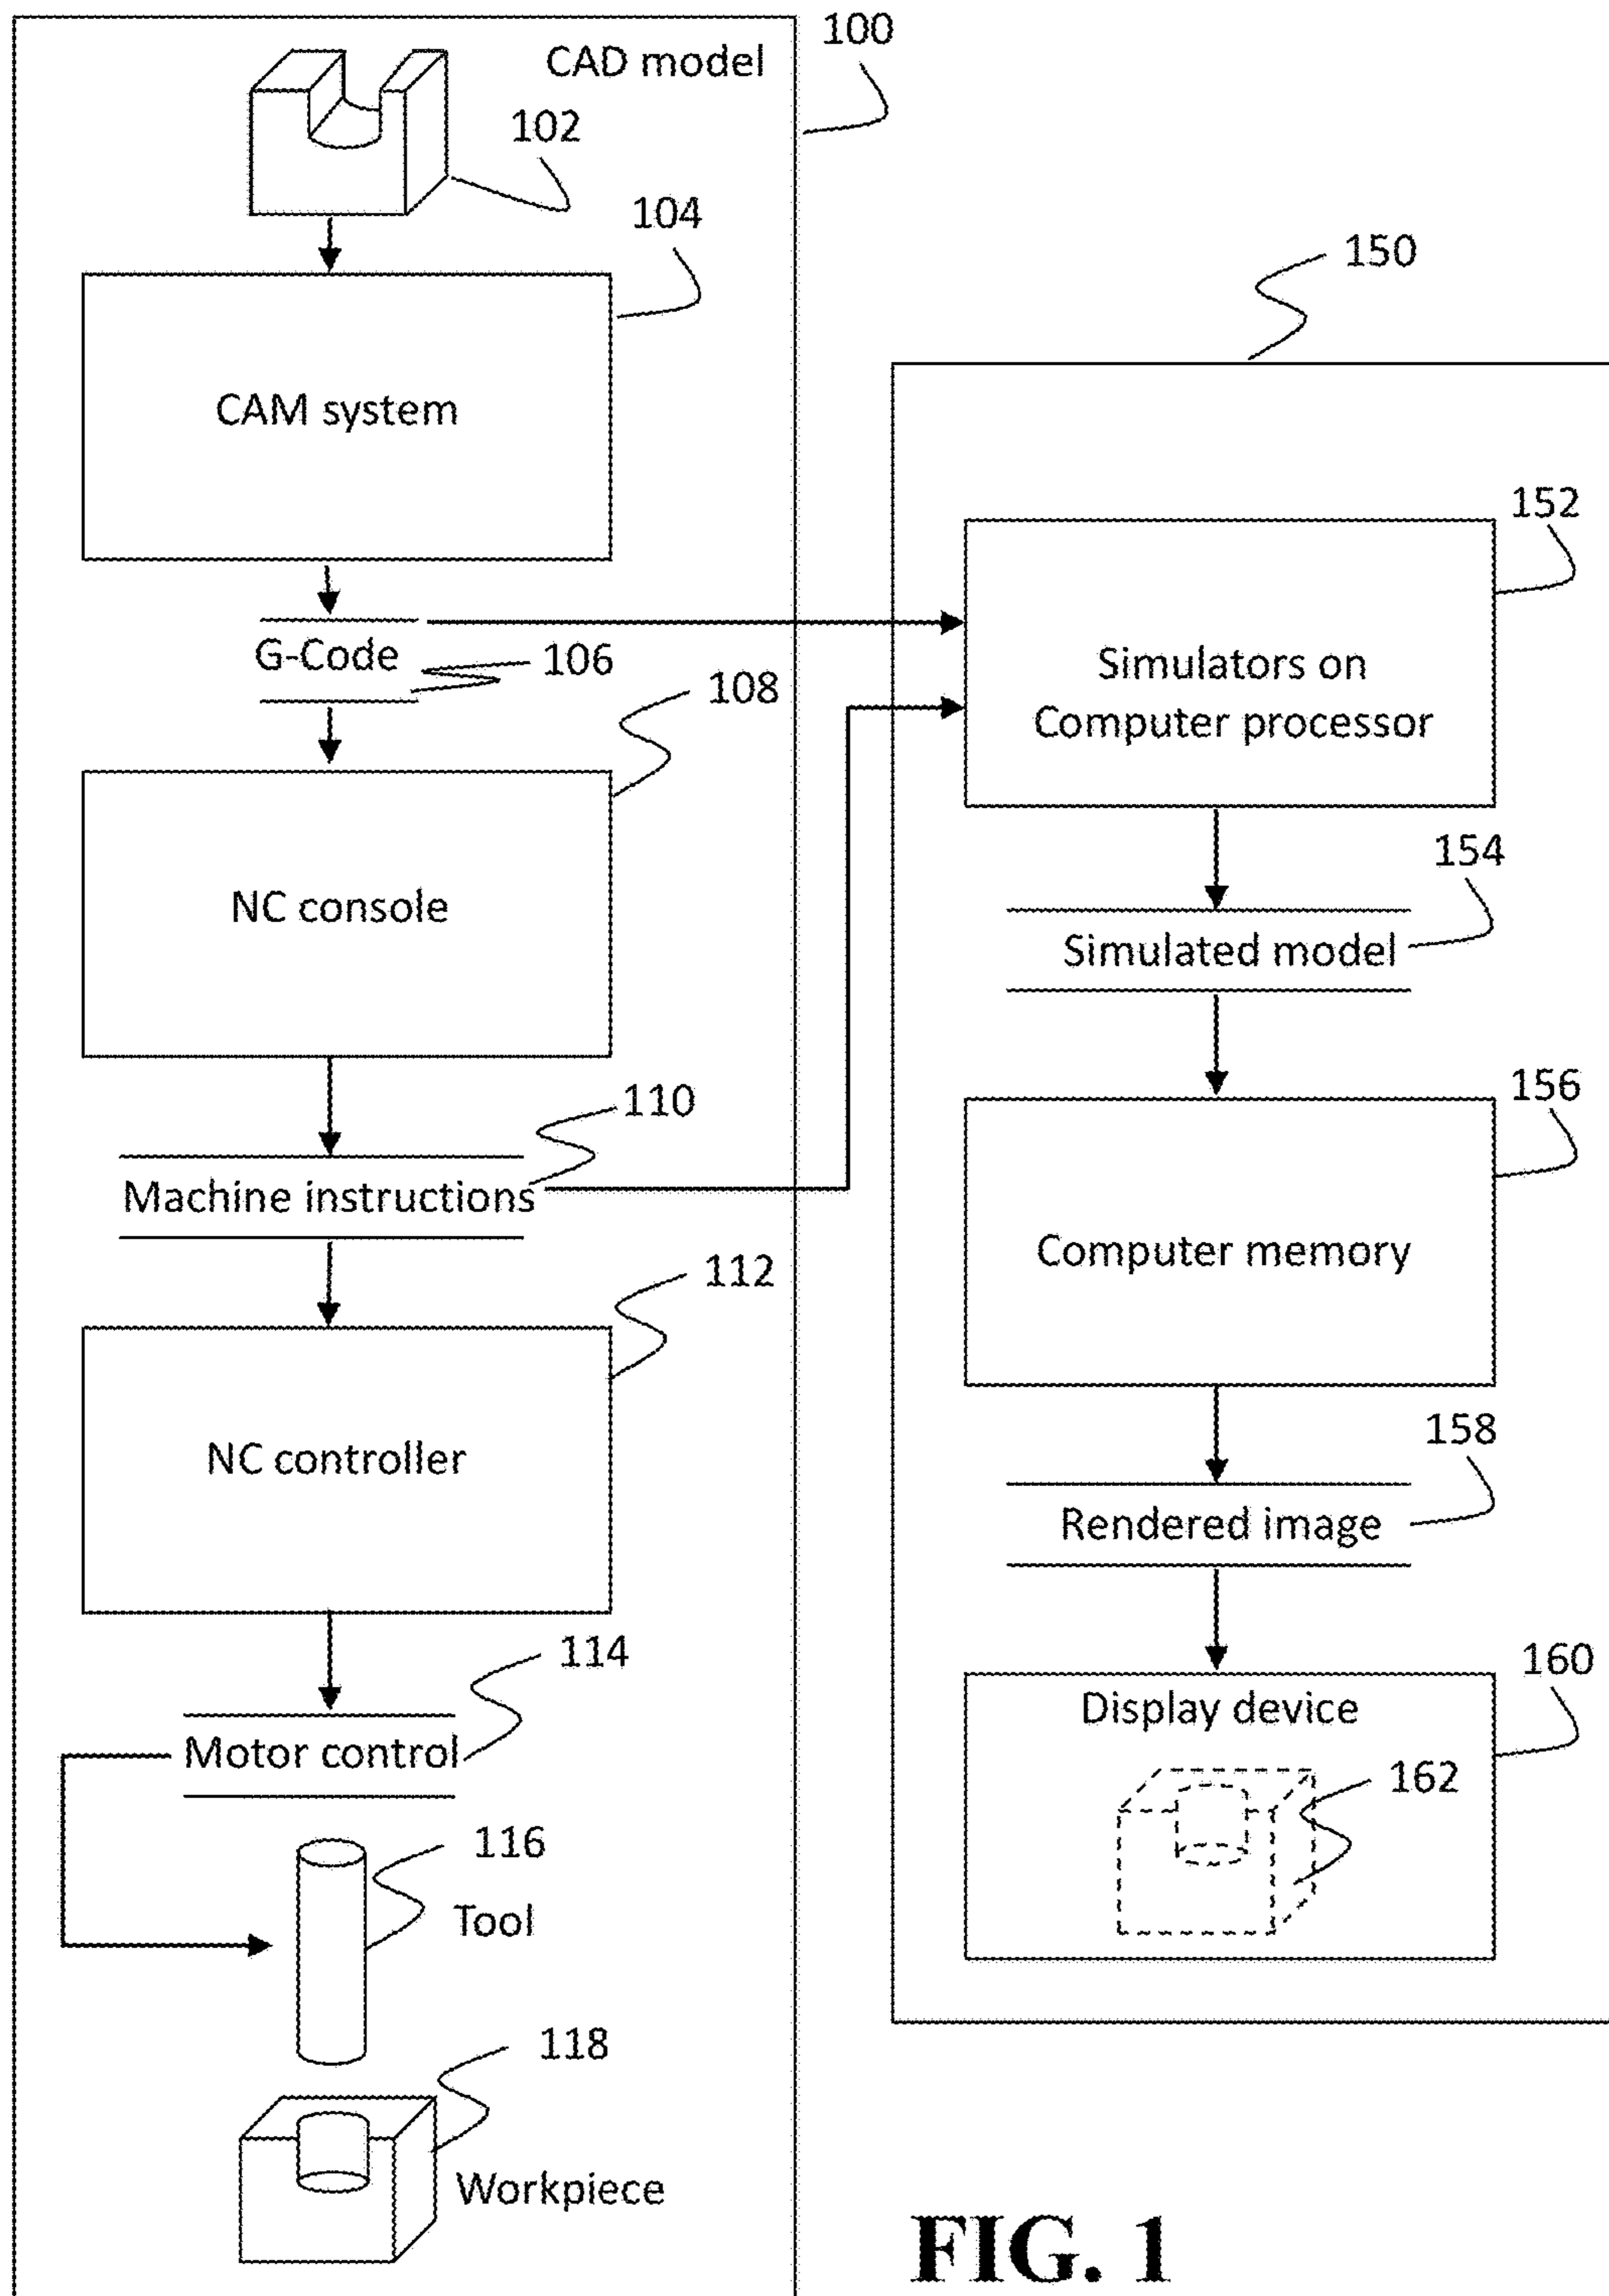 CAD model
100
102
104
CAM system
G-Code
106
108
NC console
110
Machine instructions
112
NC controller
114
Motor control
116
Tool
118
Workpiece
150
152
Simulators on
Computer processor
154
Simulated model
156
Computer memory
158
Rendered image
160
Display device
162
FIG. 1